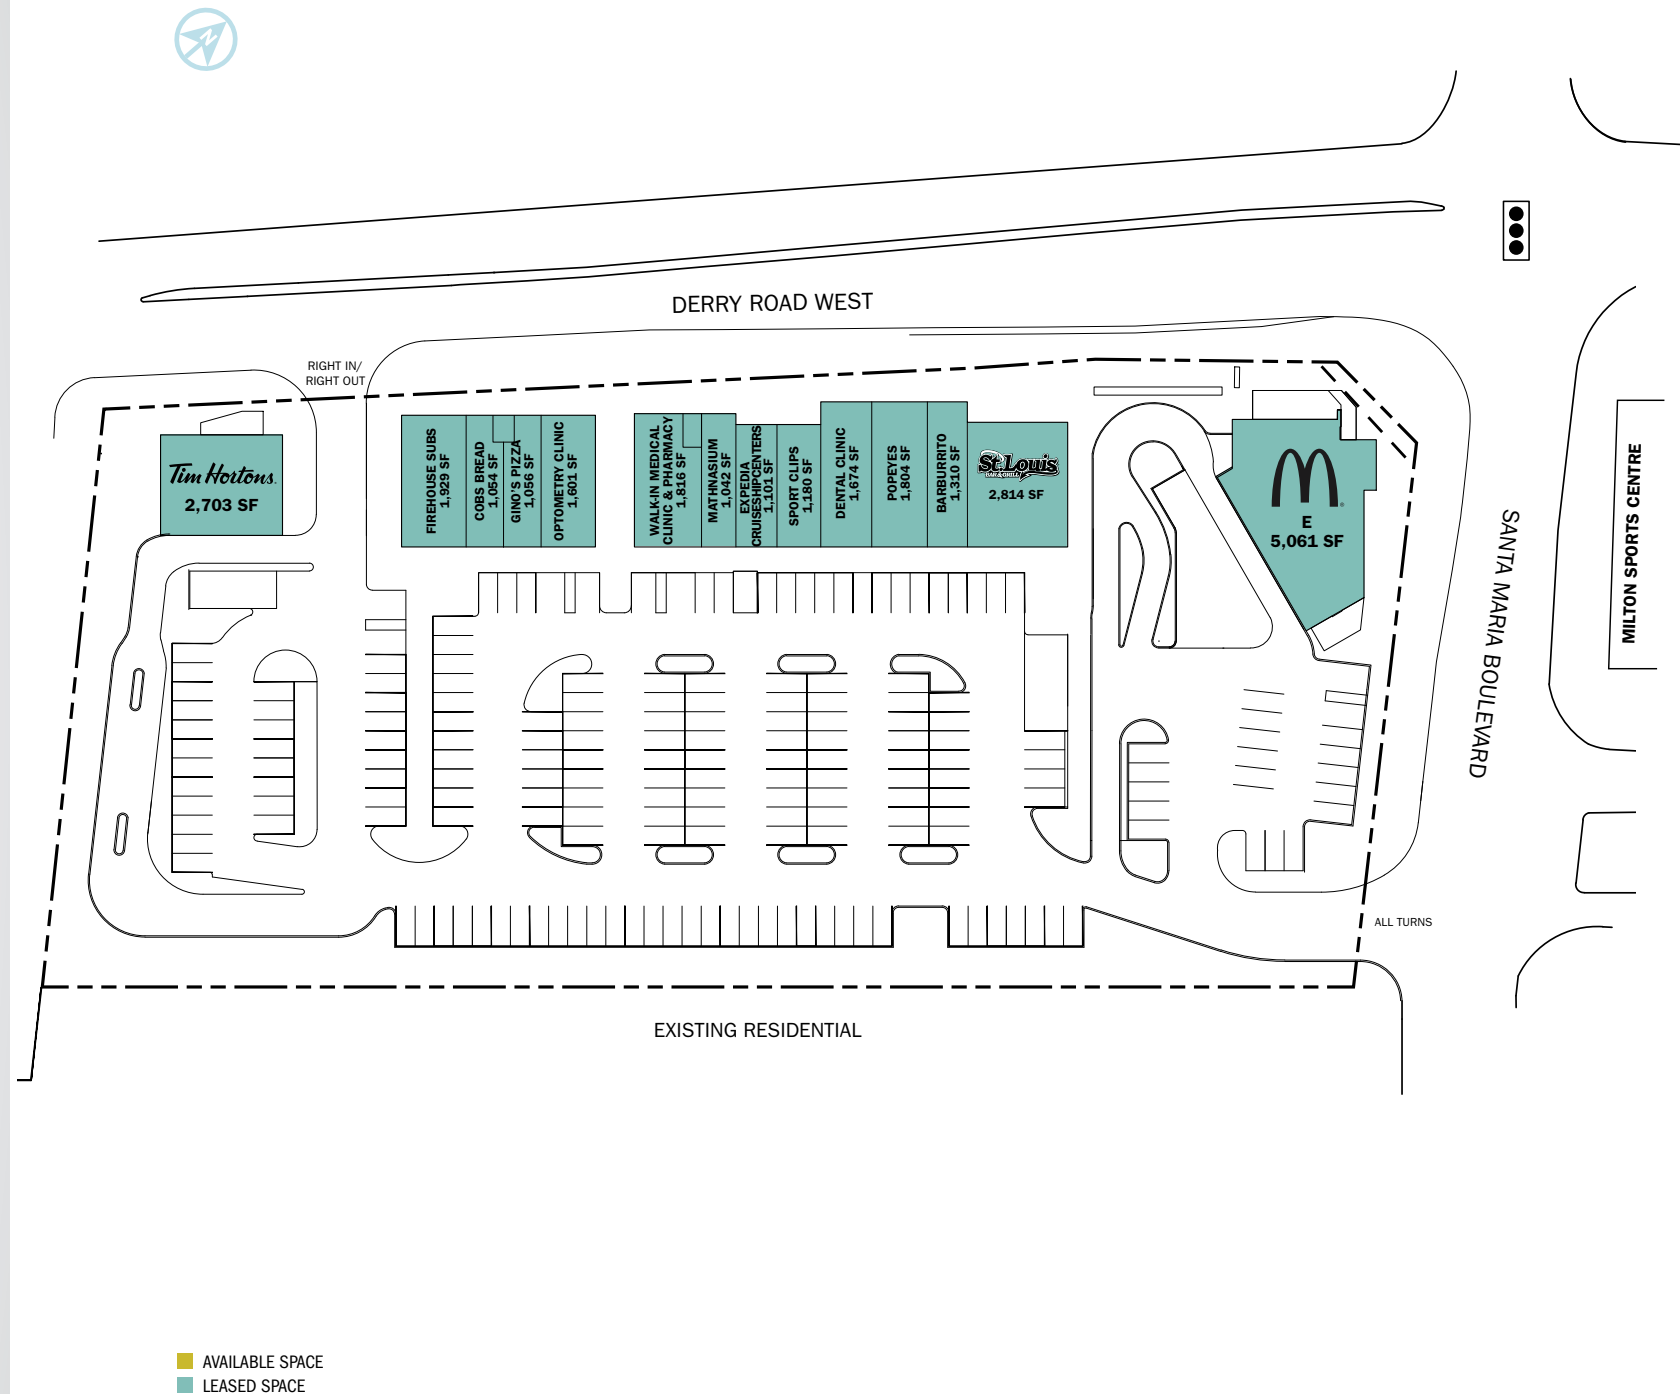 N
DERRY ROAD WEST
RIGHT IN/
RIGHT OUT
Tim Hortons.
2,703 SF
FIREHOUSE SUBS
1,929 SF
COBS BREAD
1,054 SF
GINO'S PIZZA
1,056 SF
OPTOMETRY CLINIC
1,601 SF
WALK-IN MEDICAL
CLINIC & PHARMACY
1,816 SF
MATHNASIUM
1,042 SF
EXPEDIA
CRUISESHIPCENTERS
1,101 SF
SPORT CLIPS
1,180 SF
DENTAL CLINIC
1,674 SF
POPEYES
1,804 SF
BARBURRITO
1,310 SF
St. Louis
BAR & GRILL
2,814 SF
E
5,061 SF
SANTA MARIA BOULEVARD
MILTON SPORTS CENTRE
ALL TURNS
EXISTING RESIDENTIAL
AVAILABLE SPACE
LEASED SPACE